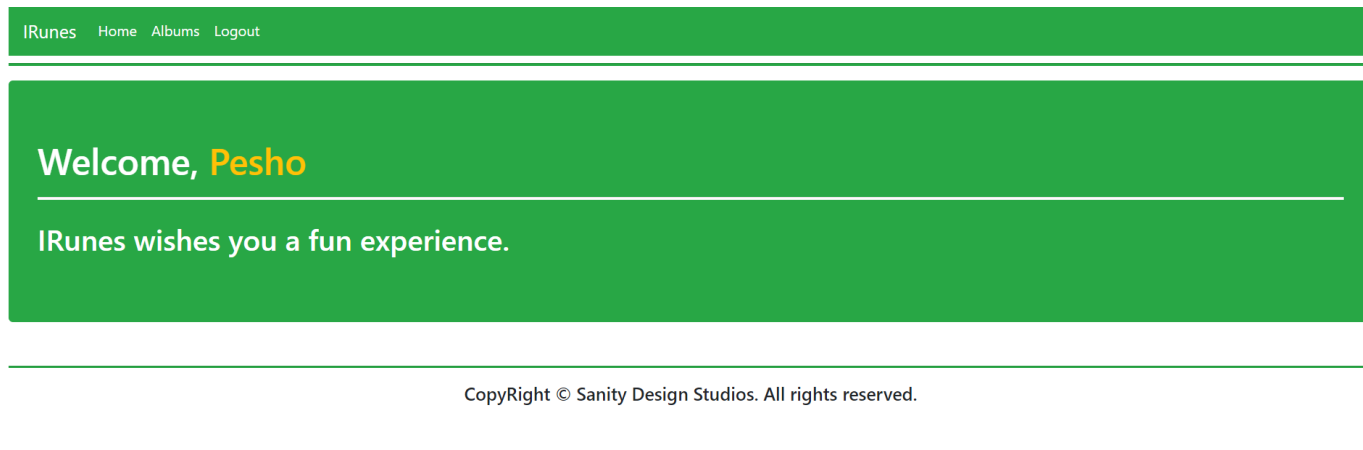 IRunes Home Albums Logout
Welcome, Pesho
IRunes wishes you a fun experience.
CopyRight © Sanity Design Studios. All rights reserved.